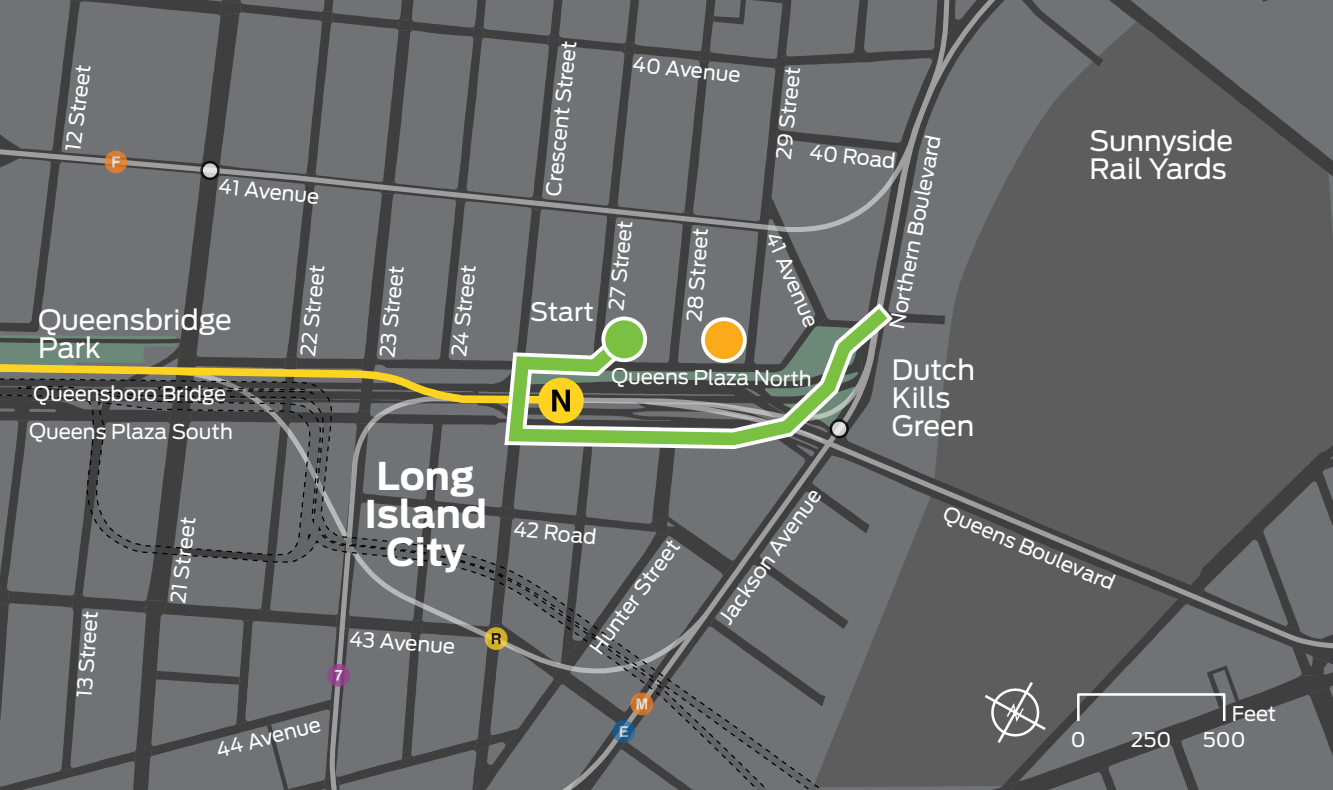 40 Avenue
12 Street
Crescent Street
29 Street
Sunnyside
Rail Yards
40 Road
F
41 Avenue
Northern Boulevard
27 Street
28 Street
41 Avenue
22 Street
23 Street
24 Street
Start
Queensbridge
Park
Queens Plaza North
Dutch
Kills
Green
Queensboro Bridge
N
Queens Plaza South
Long
Island
City
42 Road
Queens Boulevard
21 Street
Jackson Avenue
Hunter Street
13 Street
43 Avenue
R
7
M
E
44 Avenue
N
Feet
0 250 500